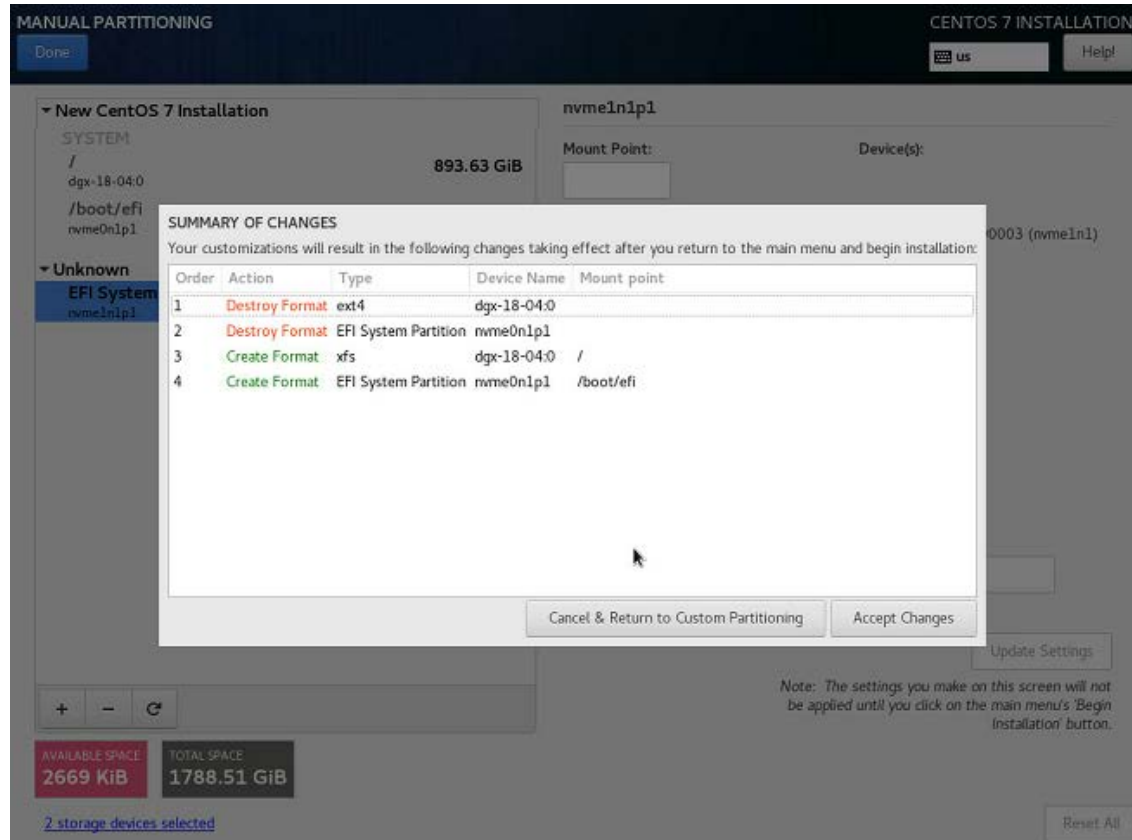 MANUAL PARTITIONING
CENTOS 7 INSTALLATION
Done
us
Help!
New CentOS 7 Installation
SYSTEM
/
893.63 GiB
dgx-18-04:0
/boot/efi
nvme0n1p1
Unknown
EFI System
nvme1n1p1
nvme1n1p1
Mount Point:
Device(s):
0003 (nvme1n1)
SUMMARY OF CHANGES
Your customizations will result in the following changes taking effect after you return to the main menu and begin installation:
Order Action Type Device Name Mount point
1 Destroy Format ext4 dgx-18-04:0
2 Destroy Format EFI System Partition nvme0n1p1
3 Create Format xfs dgx-18-04:0 /
4 Create Format EFI System Partition nvme0n1p1 /boot/efi
Cancel & Return to Custom Partitioning
Accept Changes
Update Settings
Note: The settings you make on this screen will not
be applied until you click on the main menu's 'Begin
Installation' button.
+ −
AVAILABLE SPACE
2669 KiB
TOTAL SPACE
1788.51 GiB
2 storage devices selected
Reset All